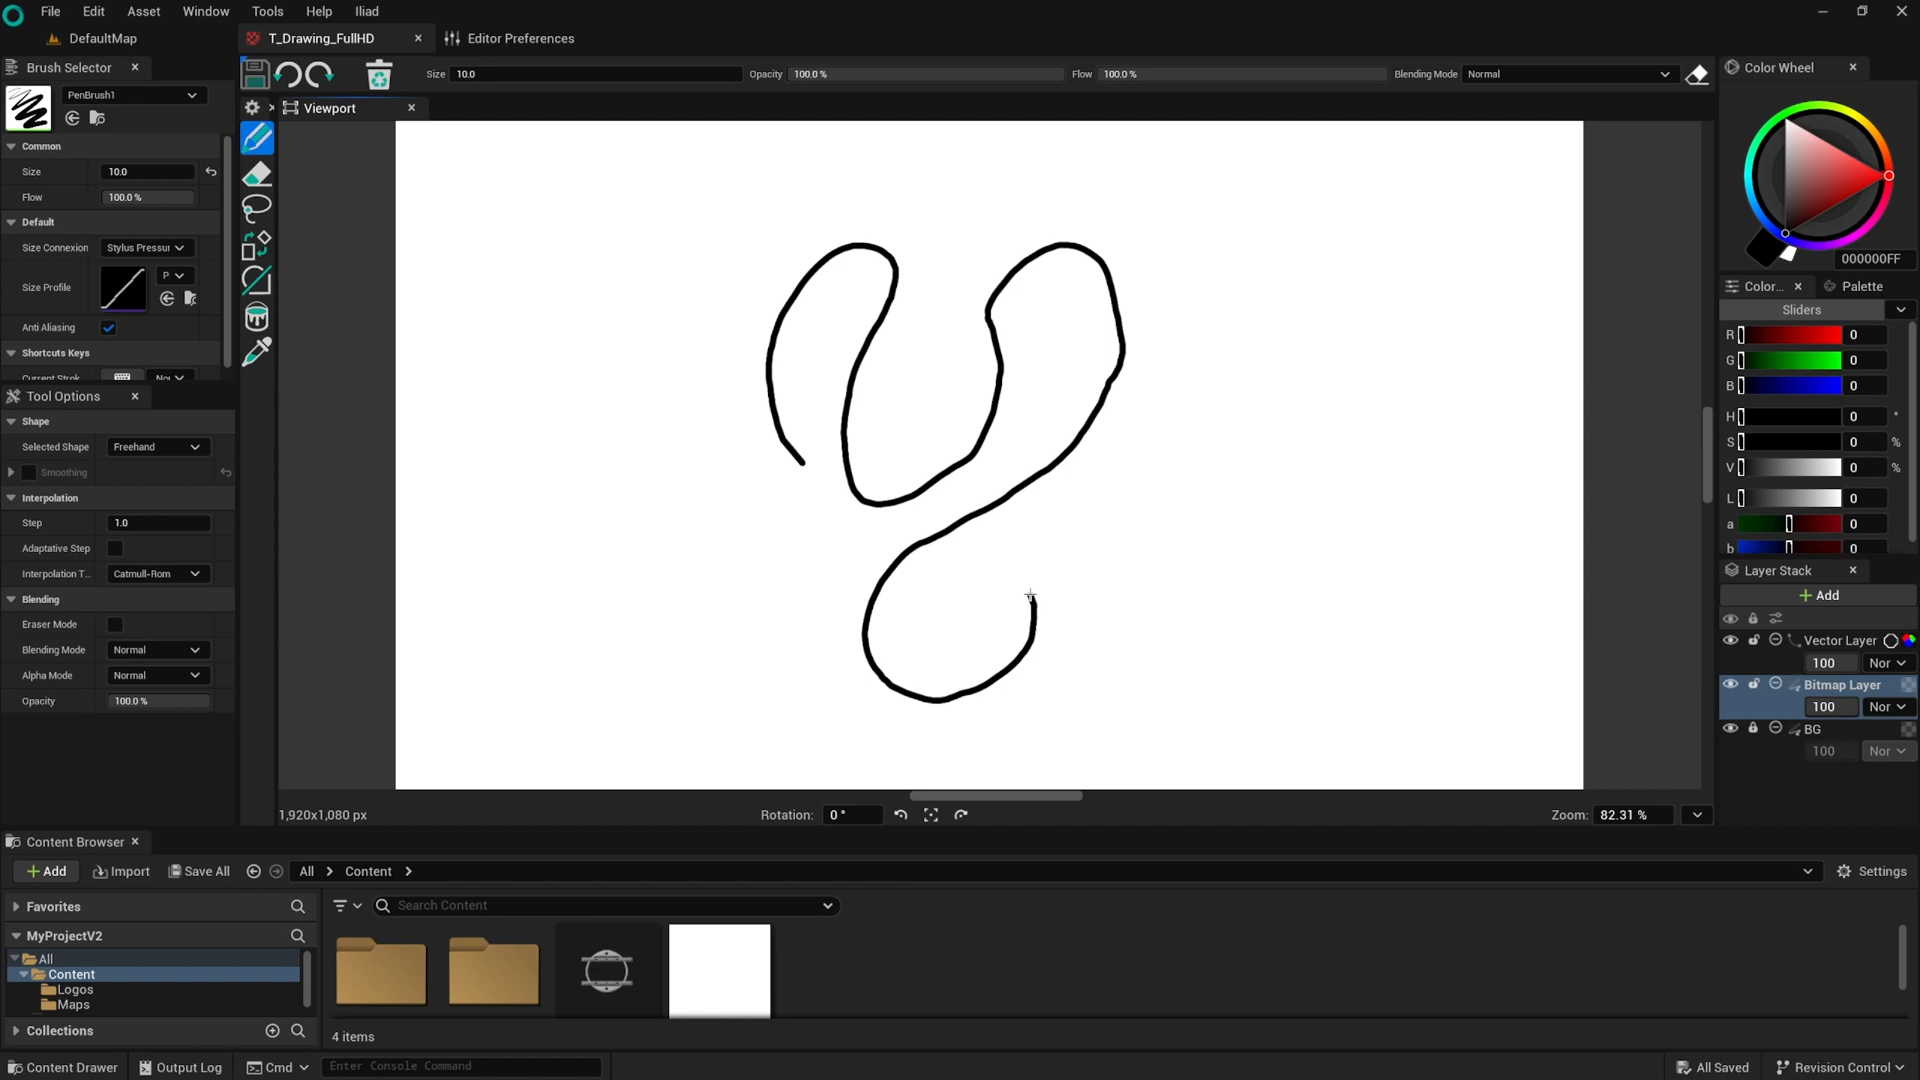 File Edit Asset Window Tools Help Iliad
DefaultMap T_Drawing_FullHD Editor Preferences
Brush Selector
Size 10.0 Opacity 100.0 % Flow 100.0 % Blending Mode Normal
Color Wheel
PenBrush1
Viewport
Common
Size 10.0
Flow 100.0 %
Default
Size Connexion Stylus Pressur
Size Profile P
Anti Aliasing
Shortcuts Keys
Current Strok No
Tool Options
Shape
Selected Shape Freehand
Smoothing
Interpolation
Step 1.0
Adaptative Step
Interpolation T... Catmull-Rom
Blending
Eraser Mode
Blending Mode Normal
Alpha Mode Normal
Opacity 100.0 %
000000FF
Color... Palette
Sliders
R 0
G 0
B 0
H 0 °
S 0 %
V 0 %
L 0
a 0
b 0
Layer Stack
Add
Vector Layer
100 Nor
Bitmap Layer
100 Nor
BG
100 Nor
1,920x1,080 px Rotation: 0 ° Zoom: 82.31 %
Content Browser
Add Import Save All All Content Settings
Favorites Search Content
MyProjectV2
All
Content
Logos
Maps
Collections
4 items
Content Drawer Output Log Cmd Enter Console Command All Saved Revision Control